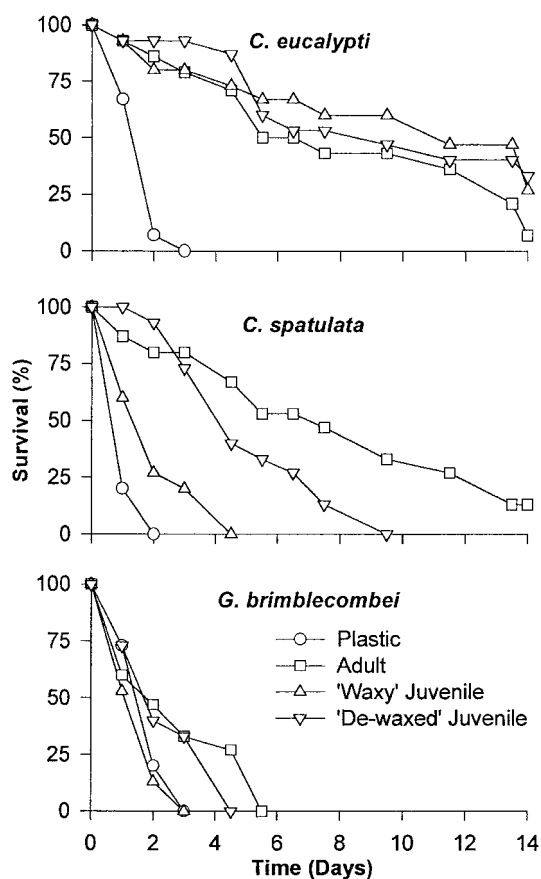 C. eucalypti
100
75
50
25
0
C. spatulata
100
75
50
25
0
Survival (%)
G. brimblecombei
Plastic
Adult
'Waxy' Juvenile
'De-waxed' Juvenile
100
75
50
25
0
0 2 4 6 8 10 12 14
Time (Days)